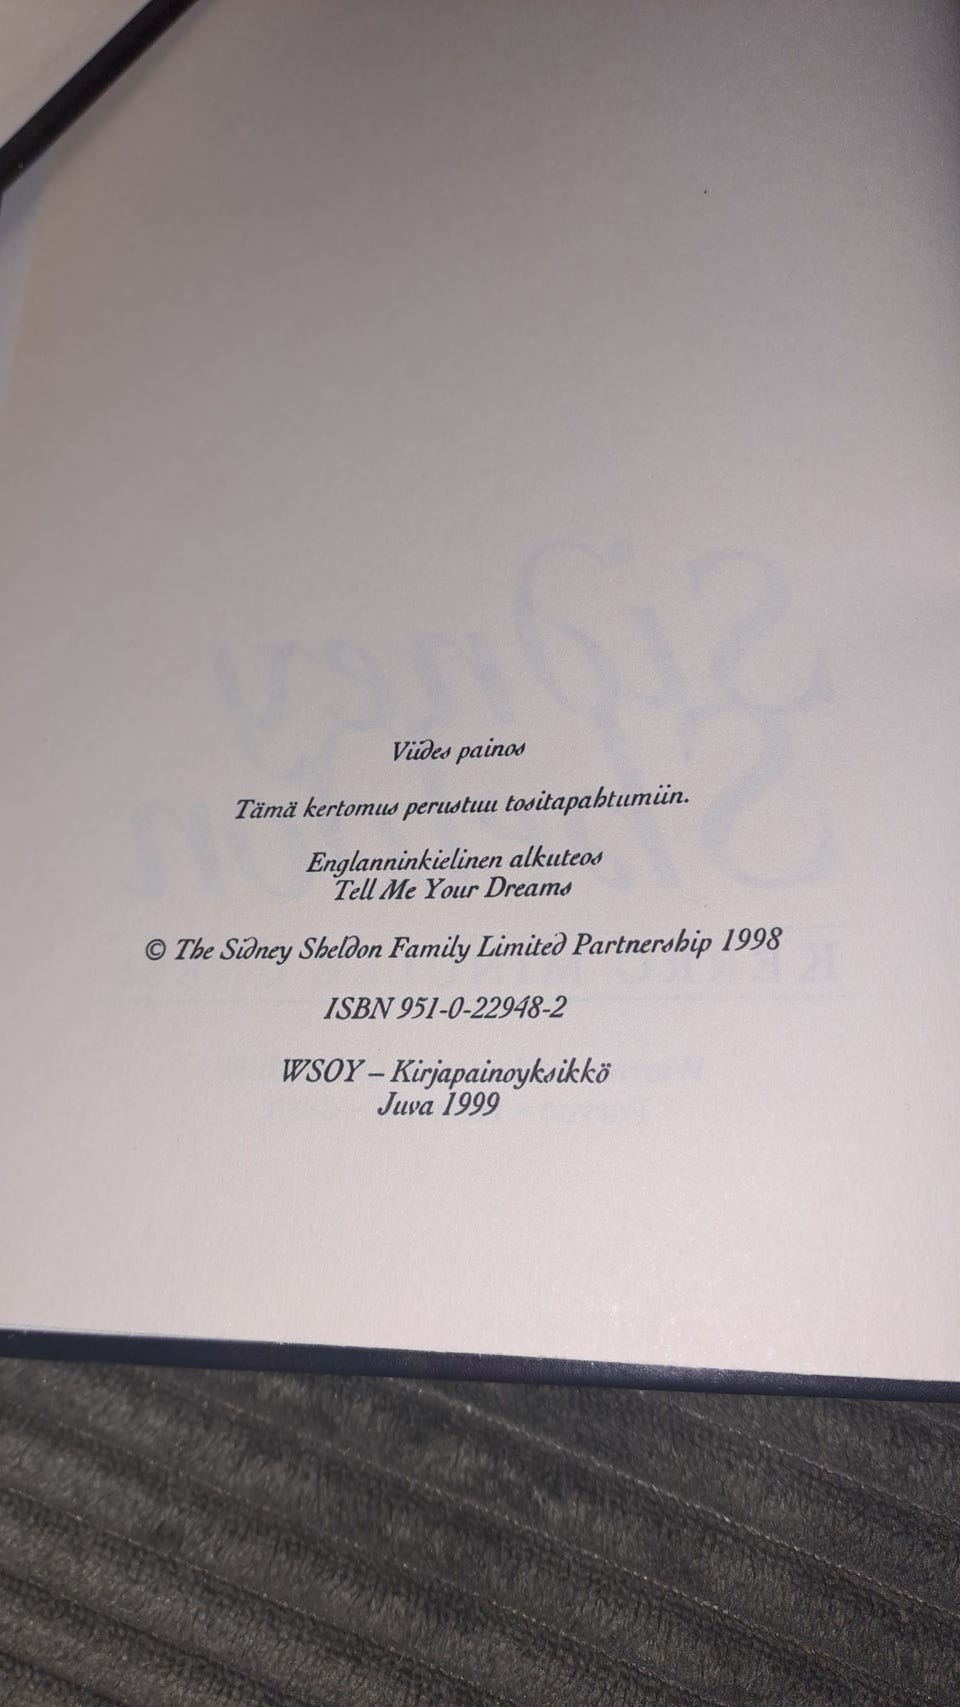 Viides painos
Tämä kertomus perustuu tositapahtumiin.
Englanninkielinen alkuteos
Tell Me Your Dreams
© The Sidney Sheldon Family Limited Partnership 1998
ISBN 951-0-22948-2
WSOY – Kirjapainoyksikkö
Juva 1999